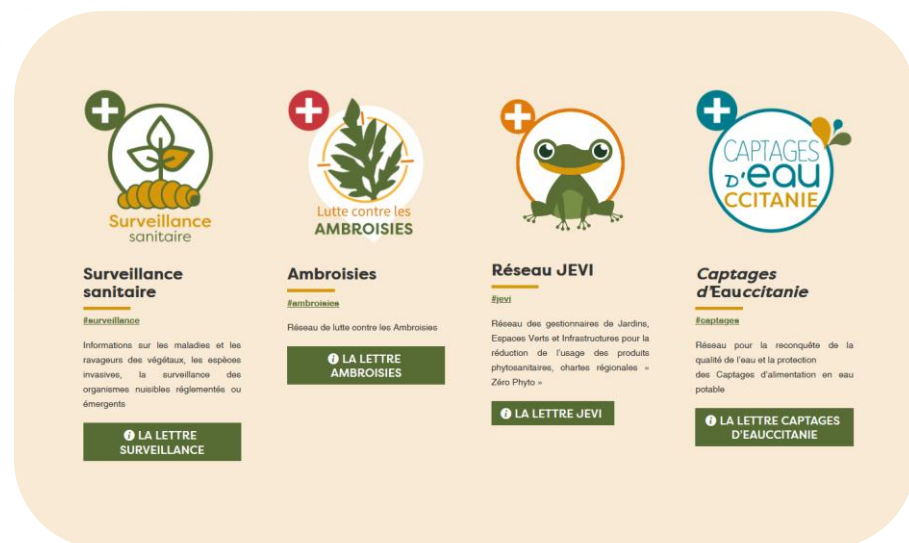 Surveillance
sanitaire
Surveillance
sanitaire
#surveillance
Informations sur les maladies et les
ravageurs des végétaux, les espèces
invasives, la surveillance des
organismes nuisibles réglementés ou
émergents
LA LETTRE
SURVEILLANCE
Lutte contre les
AMBROISIES
Ambroisies
#ambroisies
Réseau de lutte contre les Ambroisies
LA LETTRE
AMBROISIES
Réseau JEVI
#jevi
Réseau des gestionnaires de Jardins,
Espaces Verts et Infrastructures pour la
réduction de l'usage des produits
phytosanitaires, chartes régionales «
Zéro Phyto »
LA LETTRE JEVI
CAPTAGES
D'eau
CCITANIE
Captages
d'Eauccitanie
#captages
Réseau pour la reconquête de la
qualité de l'eau et la protection
des Captages d'alimentation en eau
potable
LA LETTRE CAPTAGES
D'EAUCCITANIE